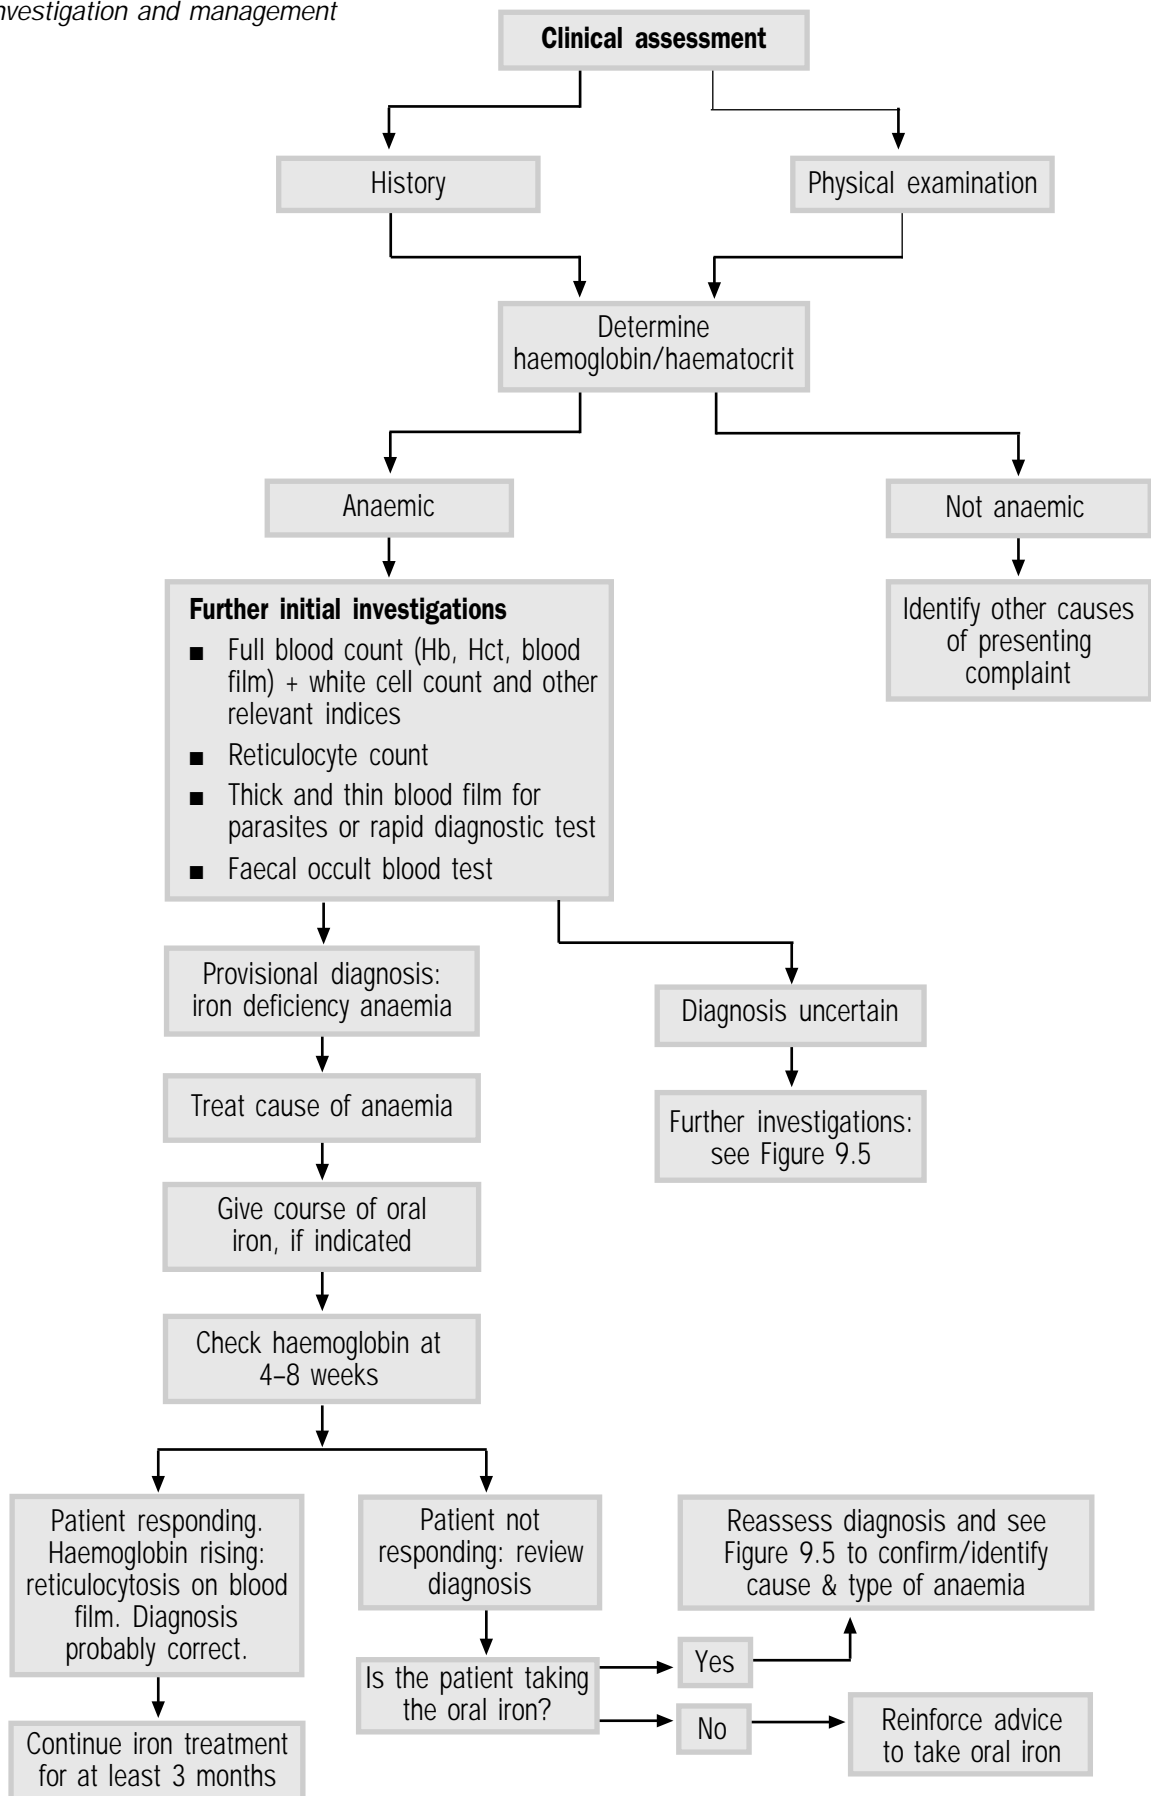 nvestigation and management
Clinical assessment
History
Physical examination
Determine
haemoglobin/haematocrit
Anaemic
Not anaemic
Further initial investigations
■ Full blood count (Hb, Hct, blood
film) + white cell count and other
relevant indices
■ Reticulocyte count
■ Thick and thin blood film for
parasites or rapid diagnostic test
■ Faecal occult blood test
Identify other causes
of presenting
complaint
Provisional diagnosis:
iron deficiency anaemia
Diagnosis uncertain
Treat cause of anaemia
Further investigations:
see Figure 9.5
Give course of oral
iron, if indicated
Check haemoglobin at
4–8 weeks
Patient responding.
Haemoglobin rising:
reticulocytosis on blood
film. Diagnosis
probably correct.
Patient not
responding: review
diagnosis
Reassess diagnosis and see
Figure 9.5 to confirm/identify
cause & type of anaemia
Is the patient taking
the oral iron?
Yes
No
Reinforce advice
to take oral iron
Continue iron treatment
for at least 3 months